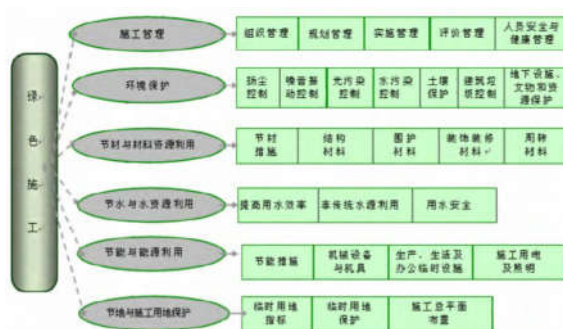 绿
色
施
工
施工管理
组织管理
规划管理
实施管理
评价管理
人员安全与
健康管理
环境保护
扬尘
控制
噪音振
动控制
光污染
控制
水污染
控制
土壤
保护
建筑垃
圾控制
地下设施、
文物和资
源保护
节材与材料资源利用
节材
措施
结构
材料
围护
材料
装饰装修
材料
周转
材料
节水与水资源利用
提高用水效率
非传统水源利用
用水安全
节能与能源利用
节能措施
机械设备
与机具
生产、生活及
办公临时设施
施工用电
及照明
节地与施工用地保护
临时用地
指标
临时用地
保护
施工总平面
布置